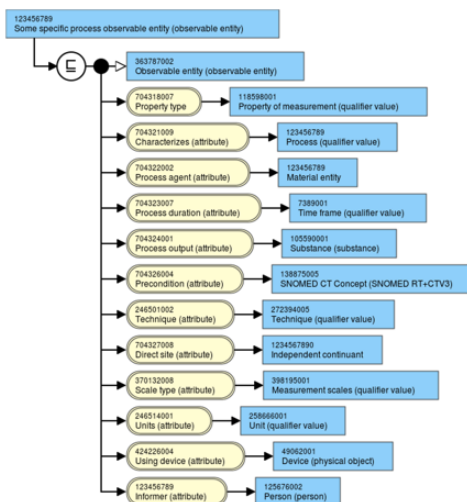 123456789
Some specific process observable entity (observable entity)
⊑
363787002
Observable entity (observable entity)
704318007
Property type
118598001
Property of measurement (qualifier value)
704321009
Characterizes (attribute)
123456789
Process (qualifier value)
704322002
Process agent (attribute)
123456789
Material entity
704323007
Process duration (attribute)
7389001
Time frame (qualifier value)
704324001
Process output (attribute)
105590001
Substance (substance)
704326004
Precondition (attribute)
138875005
SNOMED CT Concept (SNOMED RT+CTV3)
246501002
Technique (attribute)
272394005
Technique (qualifier value)
704327008
Direct site (attribute)
1234567890
Independent continuant
370132008
Scale type (attribute)
398195001
Measurement scales (qualifier value)
246514001
Units (attribute)
258666001
Unit (qualifier value)
424226004
Using device (attribute)
49062001
Device (physical object)
123456789
Informer (attribute)
125676002
Person (person)